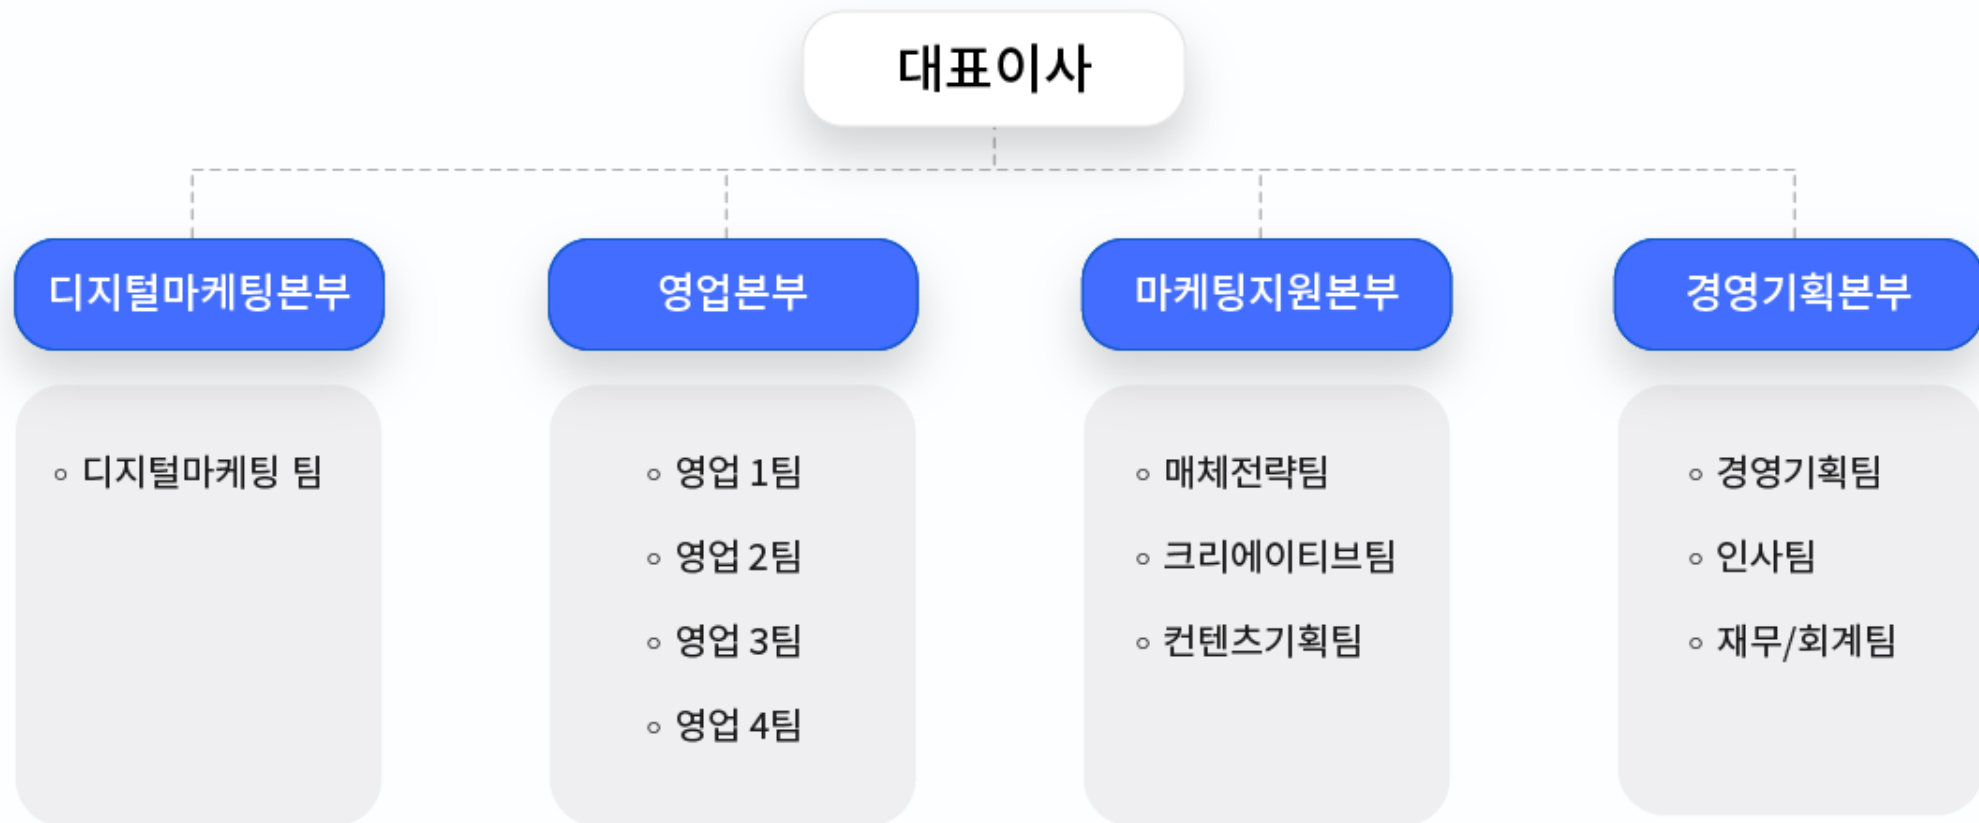 대표이사
디지털마케팅본부
디지털마케팅 팀
영업본부
영업 1팀
영업 2팀
영업 3팀
영업 4팀
마케팅지원본부
매체전략팀
크리에이티브팀
컨텐츠기획팀
경영기획본부
경영기획팀
인사팀
재무/회계팀